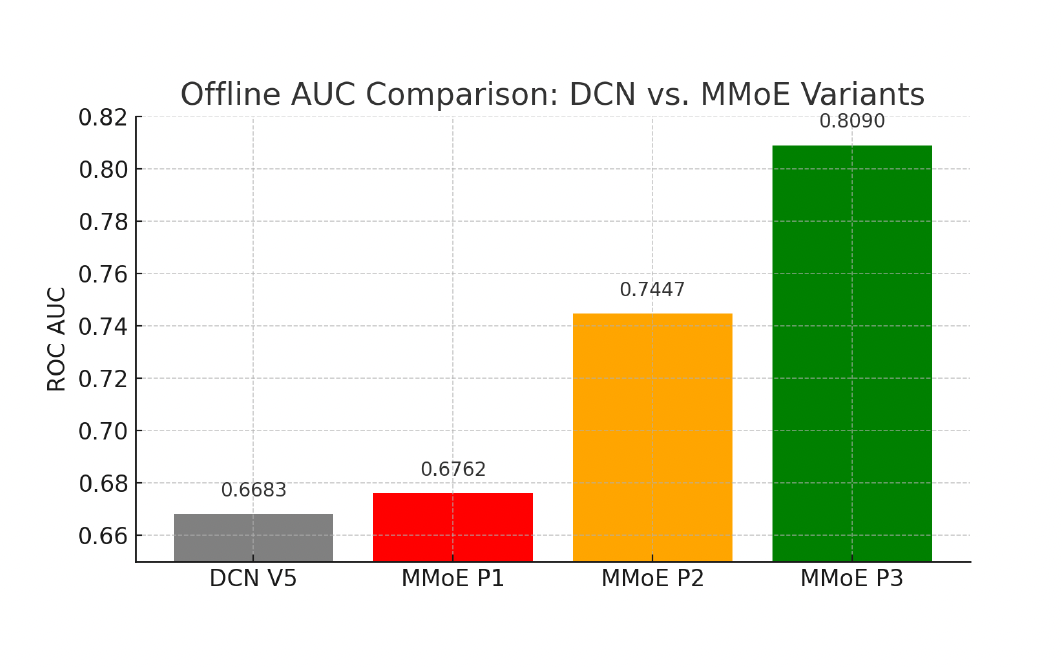 Offline AUC Comparison: DCN vs. MMoE Variants
ROC AUC
0.82
0.80
0.78
0.76
0.74
0.72
0.70
0.68
0.66
0.6683
0.6762
0.7447
0.8090
DCN V5
MMoE P1
MMoE P2
MMoE P3